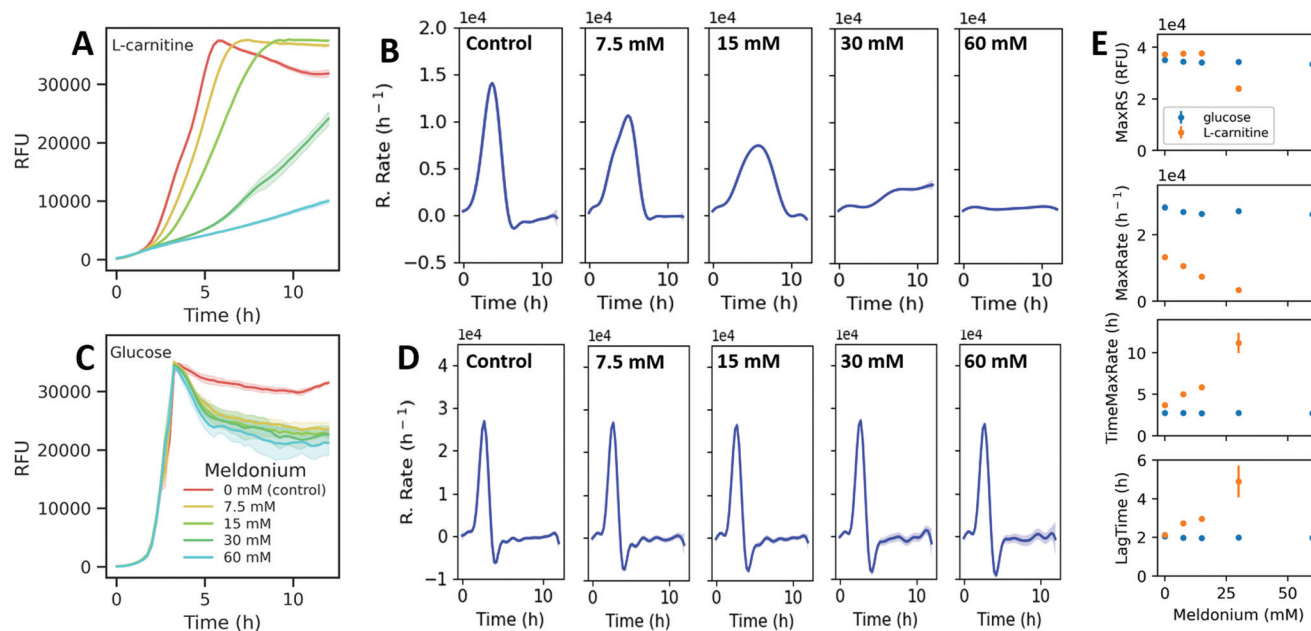 A
L-carnitine
RFU
30000
20000
10000
0
0
5
10
Time (h)
B
1e4
1e4
1e4
1e4
1e4
Control
7.5 mM
15 mM
30 mM
60 mM
R. Rate (h⁻¹)
2.0
1.5
1.0
0.5
0.0
-0.5
0
10
0
10
0
10
0
10
0
10
Time (h)
Time (h)
Time (h)
Time (h)
Time (h)
C
Glucose
RFU
30000
20000
10000
0
Meldonium
0 mM (control)
7.5 mM
15 mM
30 mM
60 mM
0
5
10
Time (h)
D
1e4
1e4
1e4
1e4
1e4
Control
7.5 mM
15 mM
30 mM
60 mM
R. Rate (h⁻¹)
4
3
2
1
0
−1
0
10
0
10
0
10
0
10
0
10
Time (h)
Time (h)
Time (h)
Time (h)
Time (h)
E
1e4
MaxRS (RFU)
4
2
0
glucose
L-carnitine
1e4
MaxRate (h⁻¹)
2
0
TimeMaxRate (h)
10
5
0
LagTime (h)
6
4
2
0
0
25
50
Meldonium (mM)